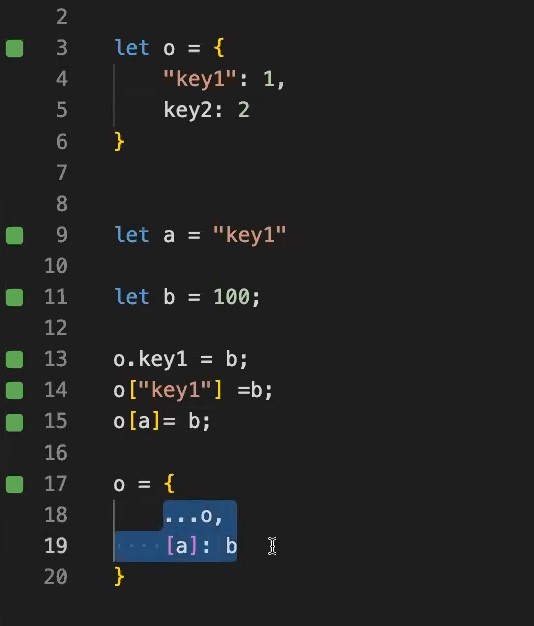 2
3 let o = {
4 "key1": 1,
5 key2: 2
6 }
7
8
9 let a = "key1"
10
11 let b = 100;
12
13 o.key1 = b;
14 o["key1"] =b;
15 o[a]= b;
16
17 o = {
18 ...o,
19 [a]: b
20 }